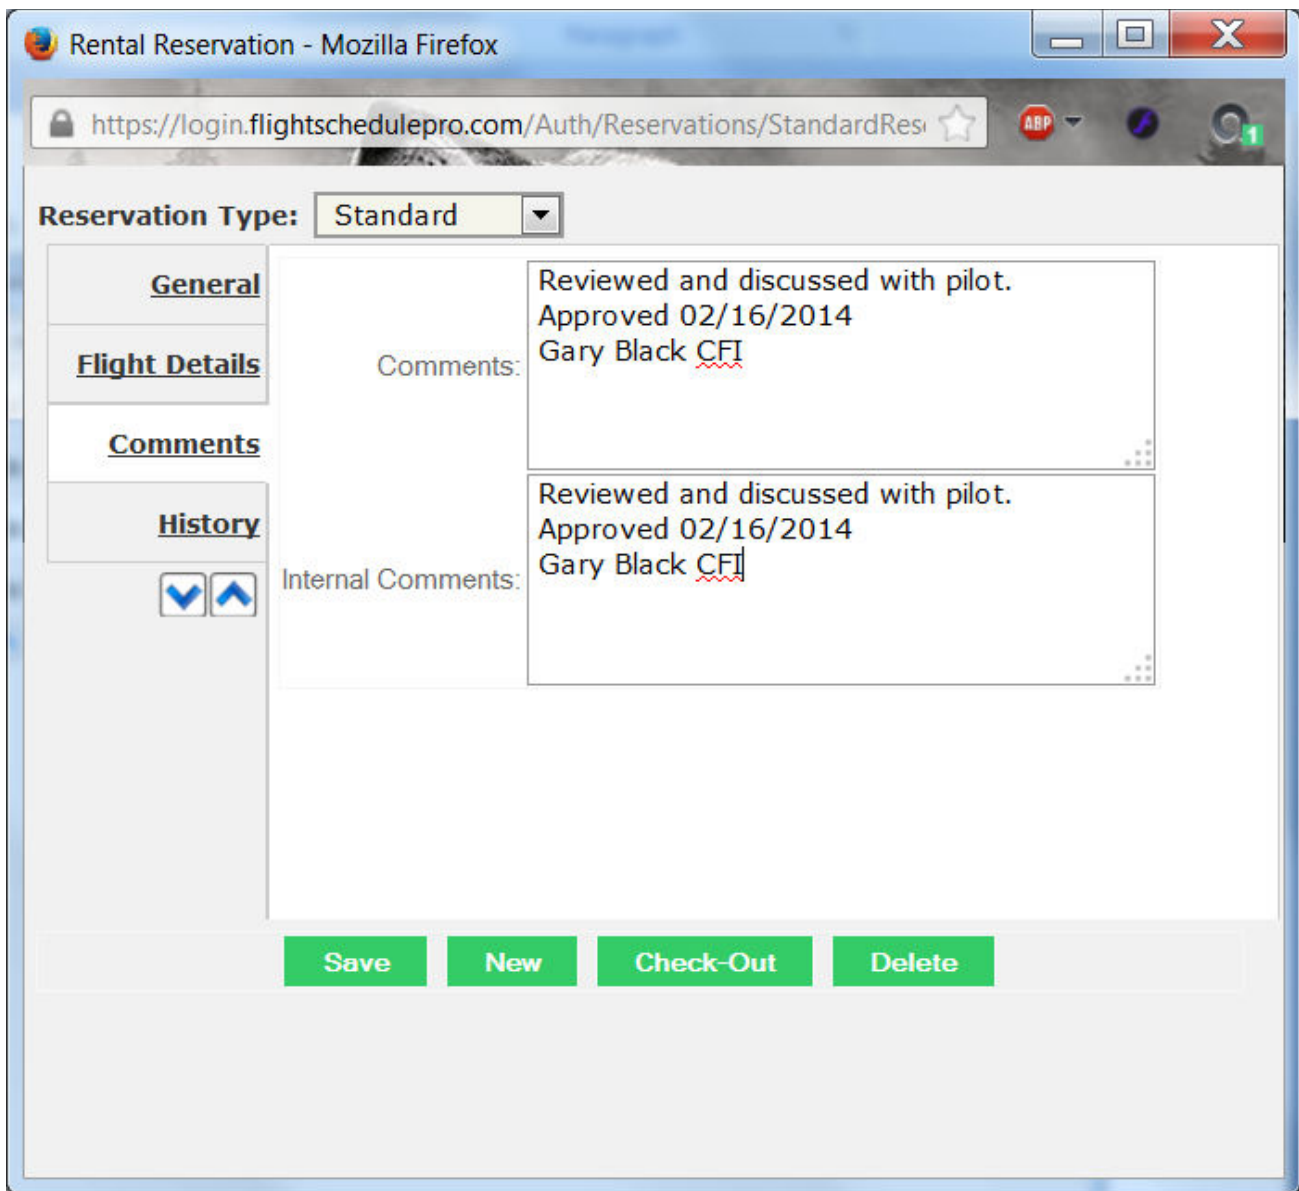 Rental Reservation - Mozilla Firefox
https://login.flightschedulepro.com/Auth/Reservations/StandardRes
ABP
1
Reservation Type: Standard
General
Flight Details
Comments
History
Comments:
Reviewed and discussed with pilot.
Approved 02/16/2014
Gary Black CFI
Internal Comments:
Reviewed and discussed with pilot.
Approved 02/16/2014
Gary Black CFI
Save New Check-Out Delete